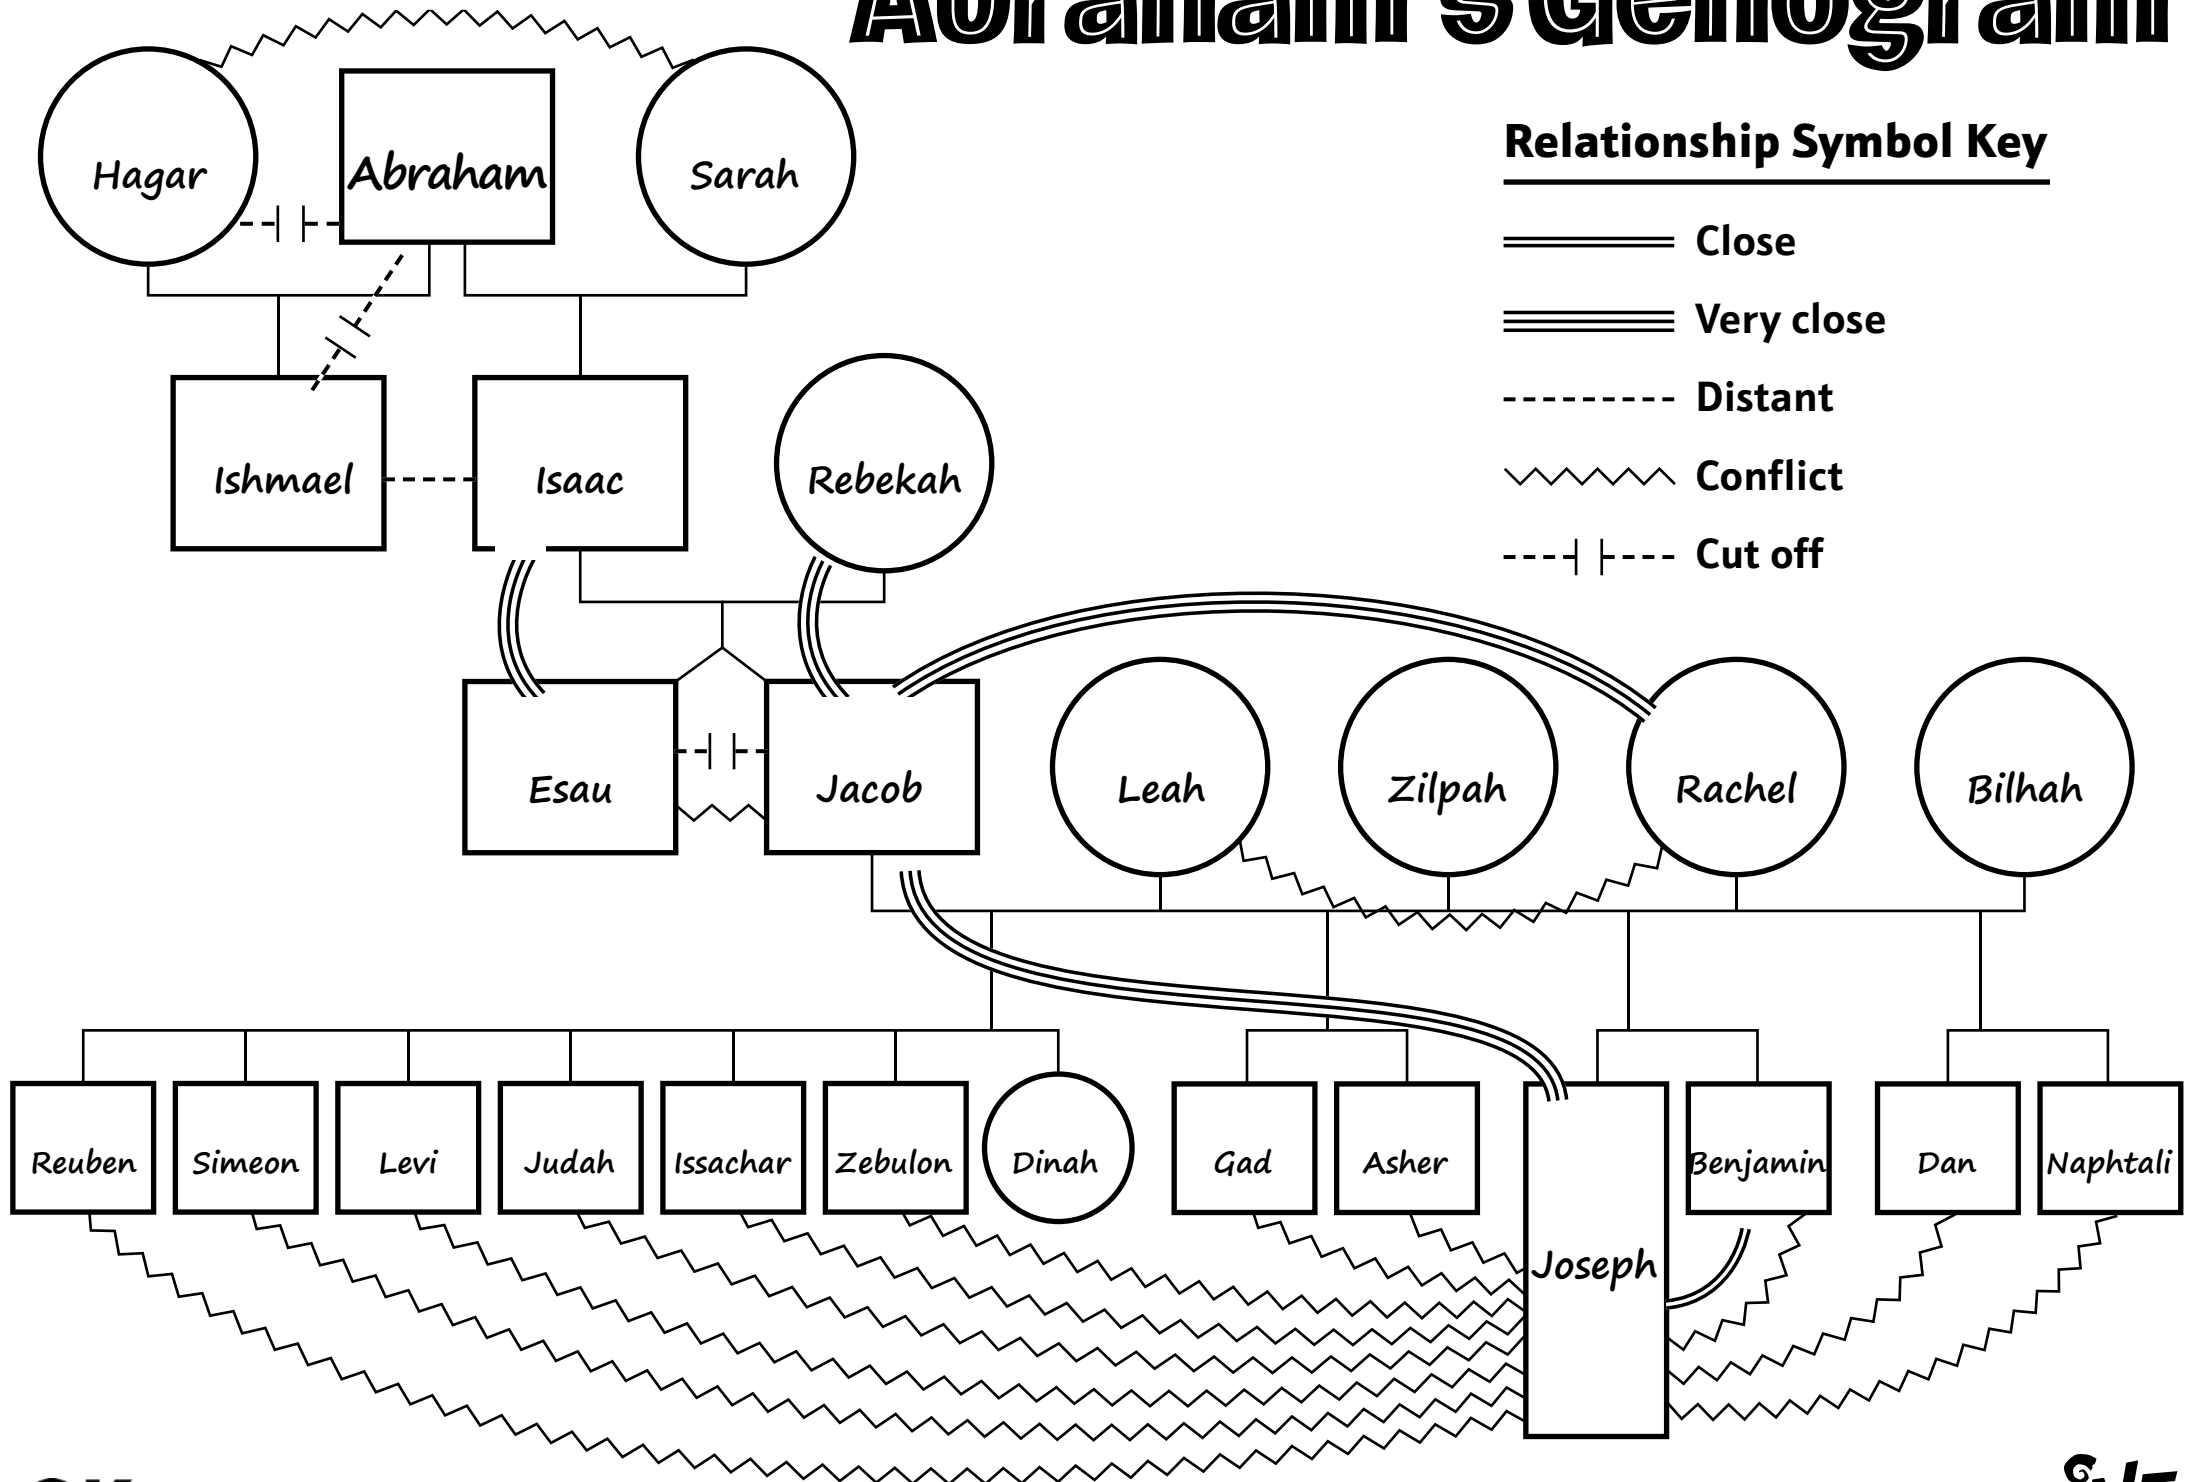 Abraham's Genogram
Hagar
Abraham
Sarah
Relationship Symbol Key
Close
Very close
Distant
Conflict
Cut off
Ishmael
Isaac
Rebekah
Esau
Jacob
Leah
Zilpah
Rachel
Bilhah
Reuben
Simeon
Levi
Judah
Issachar
Zebulon
Dinah
Gad
Asher
Joseph
Benjamin
Dan
Naphtali